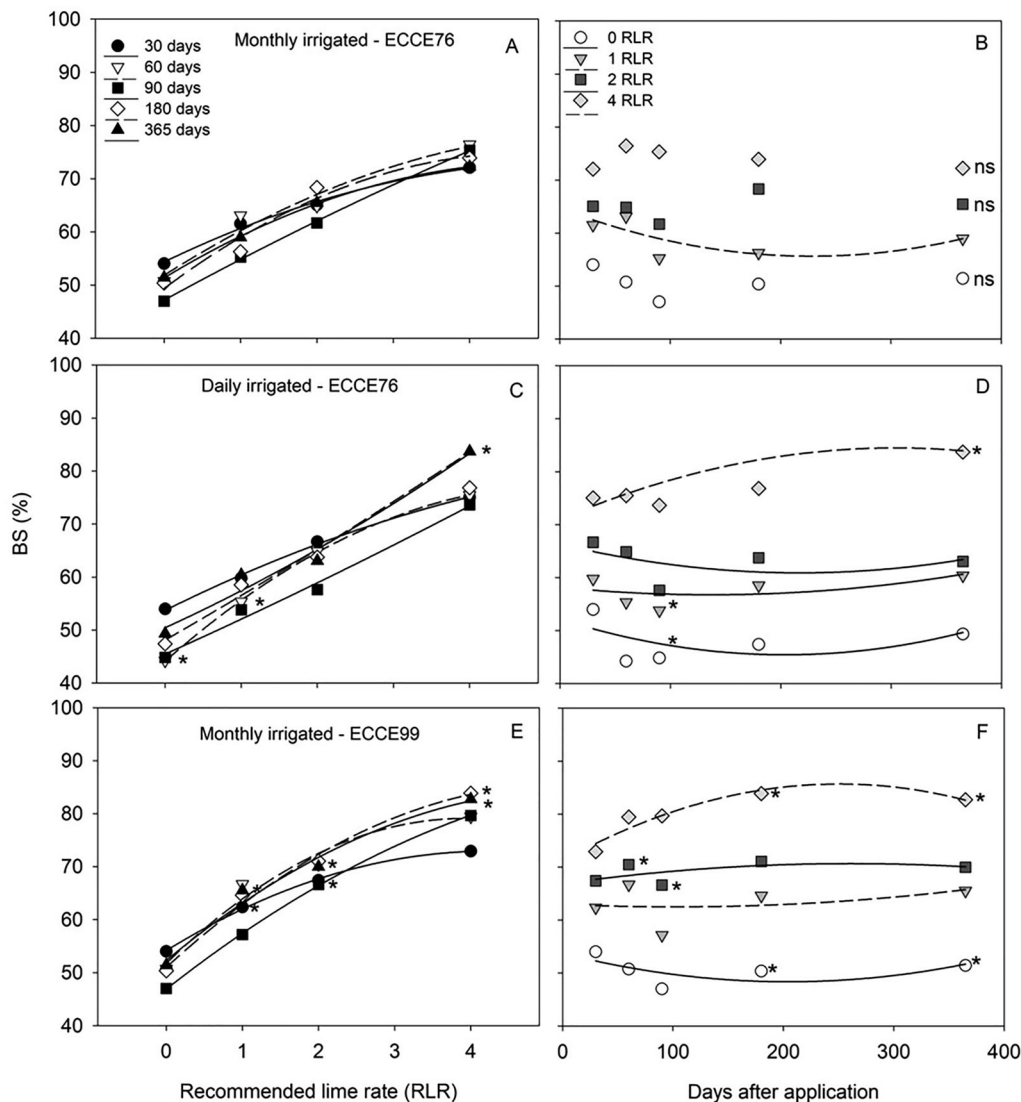 BS (%)
100
90
80
70
60
50
40
Monthly irrigated - ECCE76
A
30 days
60 days
90 days
180 days
365 days
B
0 RLR
1 RLR
2 RLR
4 RLR
ns
ns
ns
100
90
80
70
60
50
40
Daily irrigated - ECCE76
C
*
*
*
D
*
*
*
100
90
80
70
60
50
40
Monthly irrigated - ECCE99
E
*
*
*
*
*
*
0
1
2
4
Recommended lime rate (RLR)
F
*
*
*
*
*
*
0
100
200
300
400
Days after application